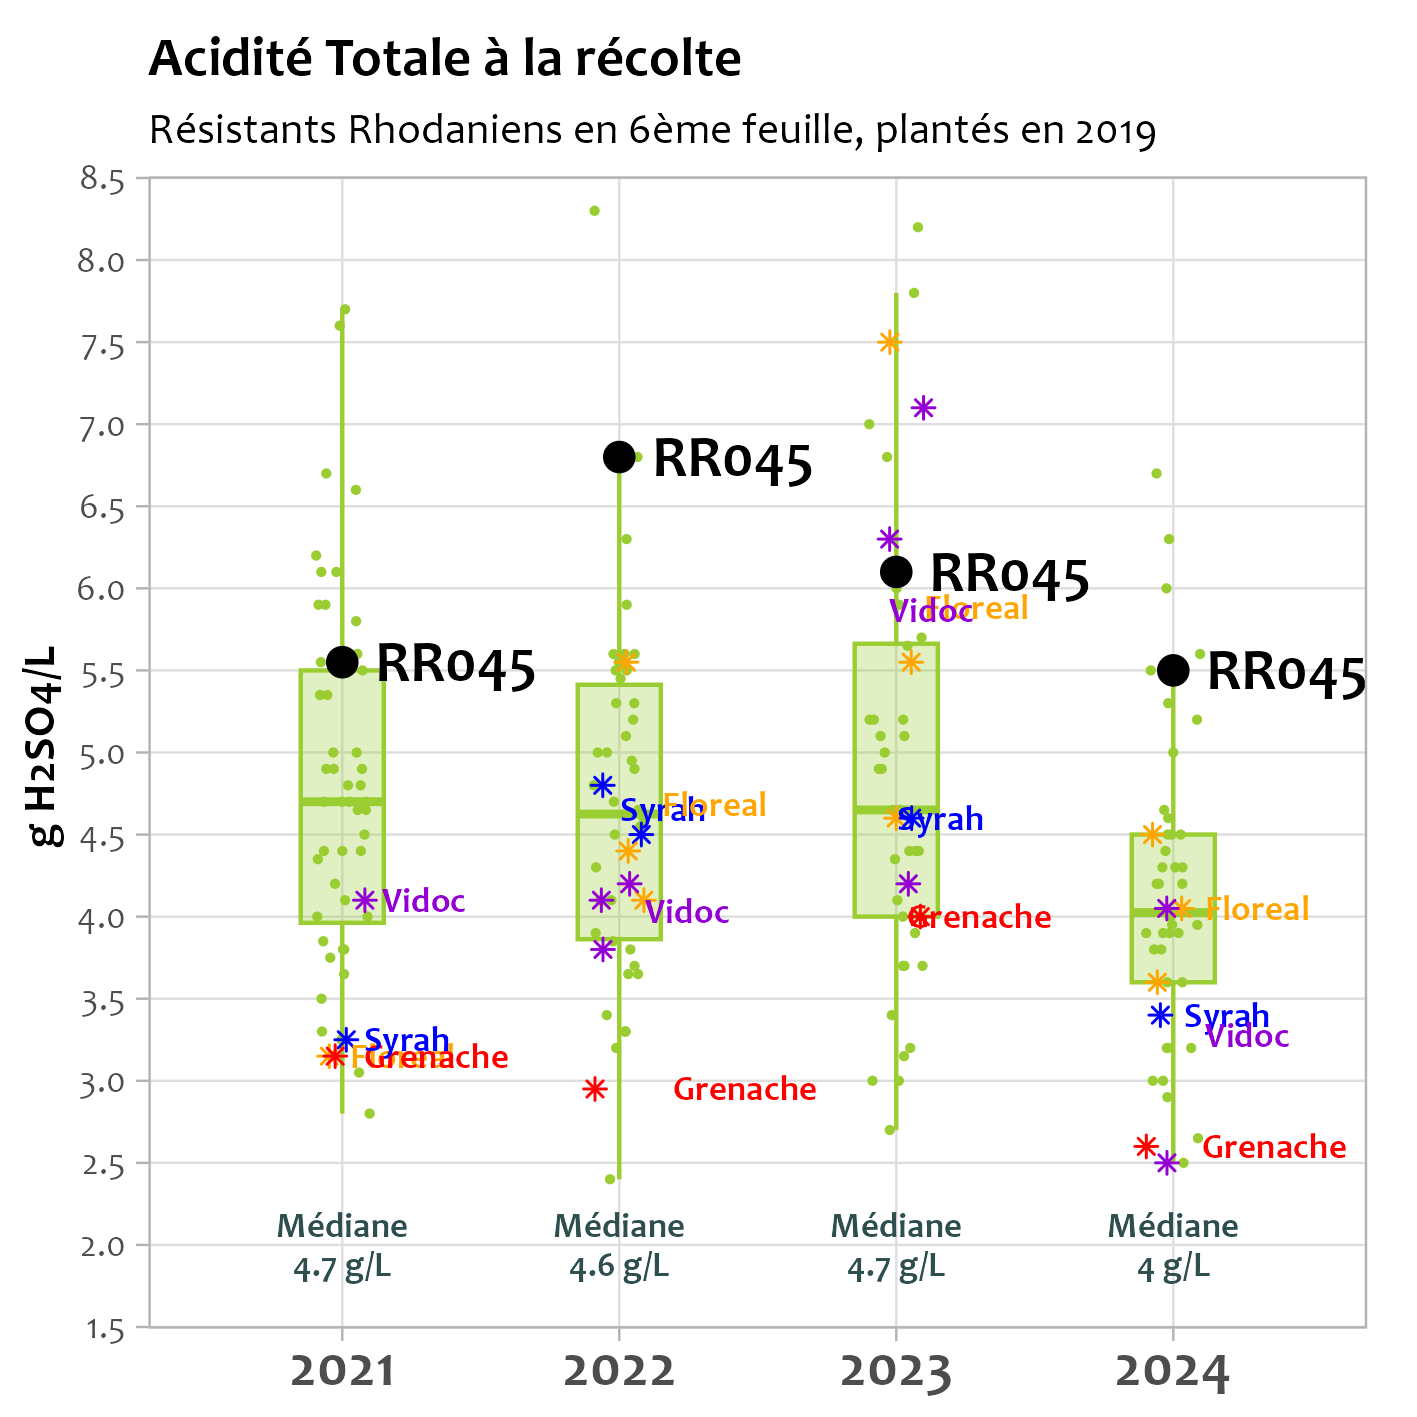 Acidité Totale à la récolte
Résistants Rhodaniens en 6ème feuille, plantés en 2019
g H2SO4/L
8.5
8.0
7.5
7.0
6.5
6.0
5.5
5.0
4.5
4.0
3.5
3.0
2.5
2.0
1.5
RR045
Vidoc
Syrah
Floreal
Grenache
Médiane
4.7 g/L
RR045
Syrah
Floreal
Vidoc
Grenache
Médiane
4.6 g/L
RR045
Vidoc
Floreal
Syrah
Grenache
Médiane
4.7 g/L
RR045
Floreal
Syrah
Vidoc
Grenache
Médiane
4 g/L
2021
2022
2023
2024